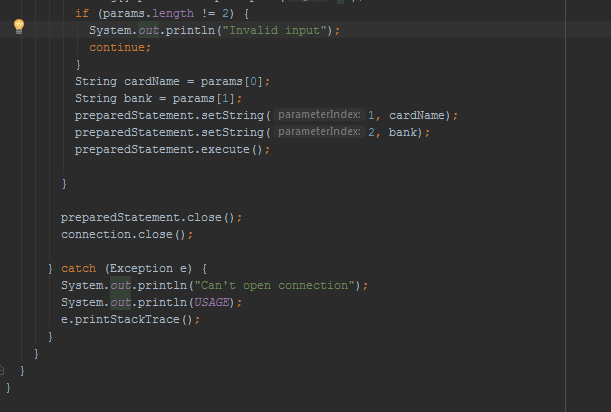 if (params.length != 2) {
System.out.println("Invalid input");
continue;
}
String cardName = params[0];
String bank = params[1];
preparedStatement.setString( parameterIndex: 1, cardName);
preparedStatement.setString( parameterIndex: 2, bank);
preparedStatement.execute();
}
preparedStatement.close();
connection.close();
} catch (Exception e) {
System.out.println("Can't open connection");
System.out.println(USAGE);
e.printStackTrace();
}
}
}
}